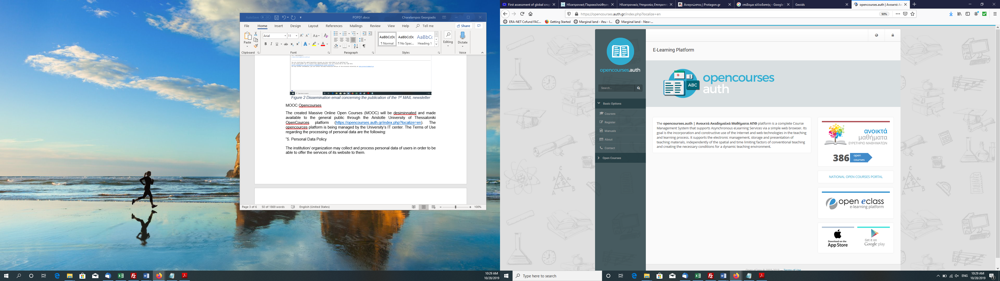 AutoSave Off
POPD1.docx
Charalampos Georgiadis
File Home Insert Design Layout References Mailings Review View Help Tell me Share
Paste
Arial 11
AaBbCcDc AaBbCcDc AaBbCc
¶ Normal ¶ No Spac... Heading 1
Editing Dictate
Clipboard Font Paragraph Styles Voice
Figure 2 Dissemination email concerning the publication of the 1st MAIL newsletter
MOOC Opencourses
The created Massive Online Open Courses (MOOC) will be desiminnated and made
available to the general public through the Aristotle University of Thessaloniki
OpenCources platform (https://opencourses.auth.gr/index.php?localize=en). The
opencources platform is being managed by the University's IT center. The Terms of Use
regarding the processing of personal data are the following:
“5. Personal Data Policy
The institution/ organization may collect and process personal data of users in order to be
able to offer the services of its website to them.
Page 3 of 6 50 of 1869 words English (United States) 100%
10:29 AM
10/28/2019
First assessment of global crop
Ηλεκτρονική Παρακολούθηση
Ηλεκτρονικές Υπηρεσίες Επιτροπή
Αναγνώστες | Protagon.gr
επίδομα αλλοδαπής - Google
Geoids
opencourses.auth | Ανοικτά Ακ
https://opencourses.auth.gr/index.php?localize=en
90%
ERA-NET Cofund FAC... Getting Started Marginal land - ifeu - I... Marginal land - New-...
opencourses.auth
Search...
Basic Options
Courses
Register
Manuals
About
Contact
Open Courses
E-Learning Platform
ABC
opencourses
auth
The opencourses.auth | Ανοικτά Ακαδημαϊκά Μαθήματα ΑΠΘ platform is a complete Course
Management System that supports Asynchronous eLearning Services via a simple web browser. Its
goal is the incorporation and constructive use of the Internet and web technologies in the teaching
and learning process. It supports the electronic management, storage and presentation of
teaching materials, independently of the spatial and time limiting factors of conventional teaching
and creating the necessary conditions for a dynamic teaching environment.
ανοικτά
μαθήματα
ΕΥΡΕΤΗΡΙΟ ΜΑΘΗΜΑΤΩΝ
386 open
courses
NATIONAL OPEN COURSES PORTAL
open eclass
e-learning platform
Download on the
App Store
Get it on
Google play
Open eClass © 2003-2019 — Terms of Use
Type here to search
ENG
10:29 AM
10/28/2019